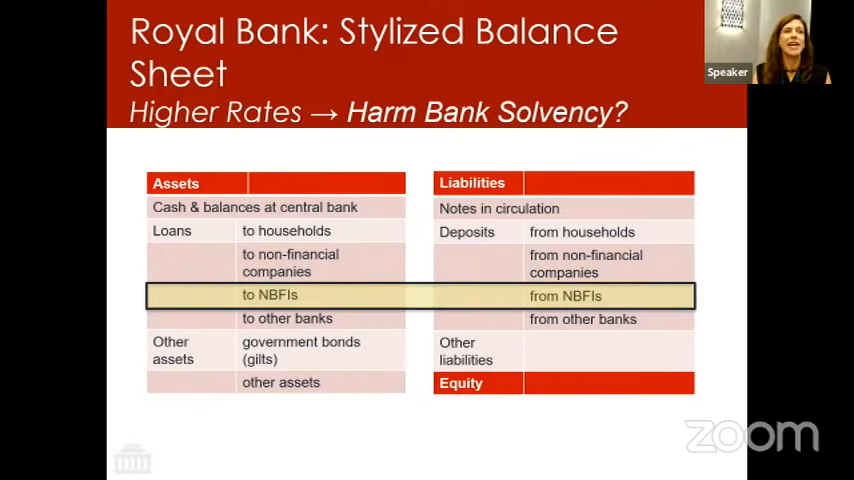 Royal Bank: Stylized Balance
Sheet
Higher Rates → Harm Bank Solvency?
Speaker
Assets
Cash & balances at central bank
Loans to households
to non-financial
companies
to NBFIs
to other banks
Other government bonds
assets (gilts)
other assets
Liabilities
Notes in circulation
Deposits from households
from non-financial
companies
from NBFIs
from other banks
Other
liabilities
Equity
zoom